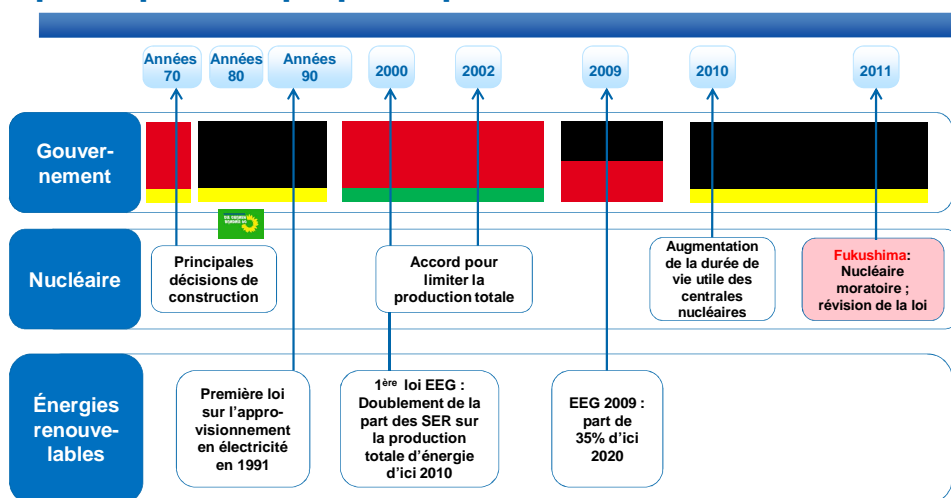 Années
70
Années
80
Années
90
2000
2002
2009
2010
2011
Gouver-
nement
Nucléaire
Principales
décisions de
construction
Accord pour
limiter la
production totale
Augmentation
de la durée de
vie utile des
centrales
nucléaires
Fukushima:
Nucléaire
moratoire ;
révision de la loi
Énergies
renouve-
lables
Première loi
sur l'appro-
visionnement
en électricité
en 1991
1ère loi EEG :
Doublement de la
part des SER sur
la production
totale d'énergie
d'ici 2010
EEG 2009 :
part de
35% d'ici
2020